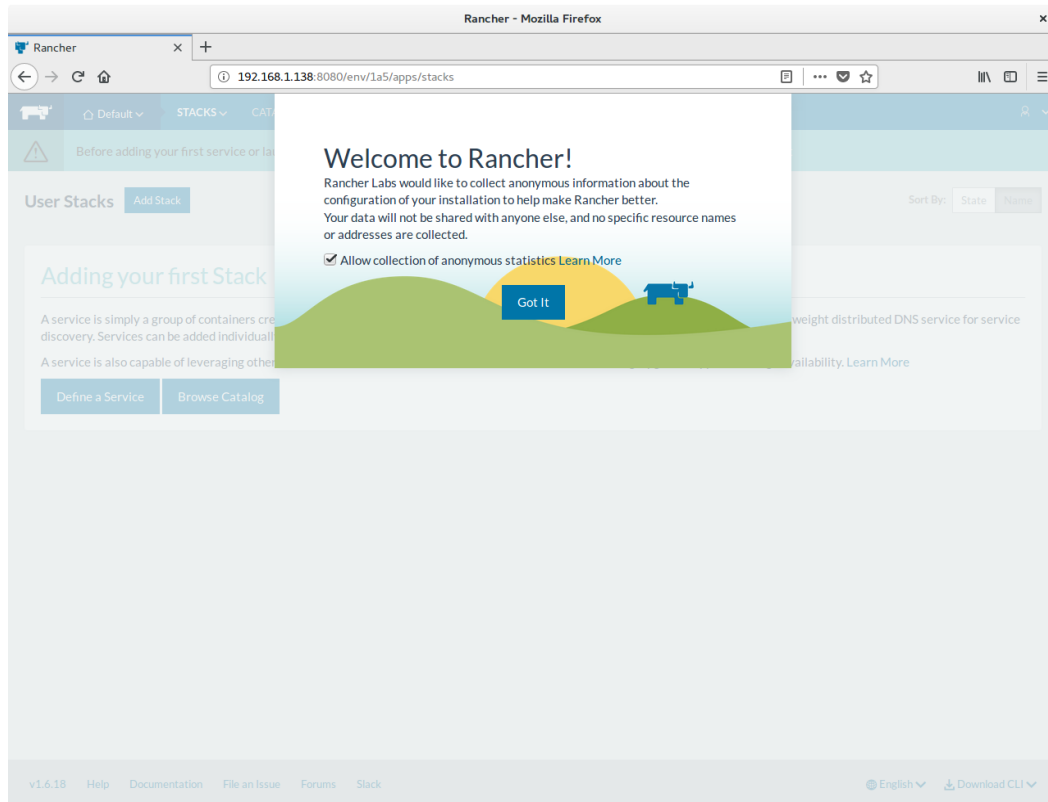 Rancher - Mozilla Firefox
Rancher
192.168.1.138:8080/env/1a5/apps/stacks
Default STACKS CATA
Before adding your first service or la
User Stacks Add Stack Sort By: State Name
Welcome to Rancher!
Rancher Labs would like to collect anonymous information about the
configuration of your installation to help make Rancher better.
Your data will not be shared with anyone else, and no specific resource names
or addresses are collected.
Allow collection of anonymous statistics Learn More
Got It
Adding your first Stack
A service is simply a group of containers cre weight distributed DNS service for service
discovery. Services can be added individuall
A service is also capable of leveraging other availability. Learn More
Define a Service Browse Catalog
v1.6.18 Help Documentation File an Issue Forums Slack English Download CLI